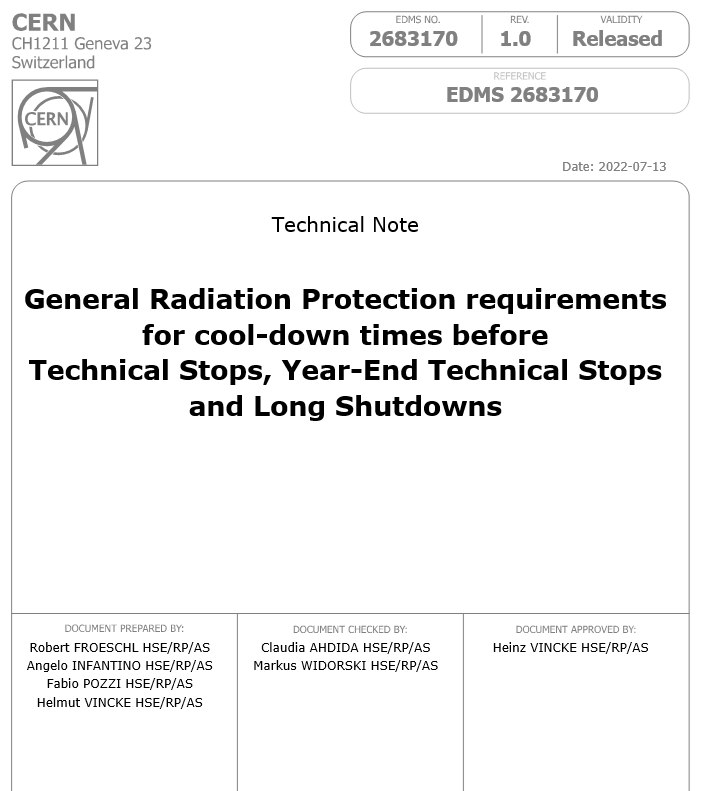 CERN
CH1211 Geneva 23
Switzerland
CERN
EDMS NO.
REV.
VALIDITY
2683170
1.0
Released
REFERENCE
EDMS 2683170
Date: 2022-07-13
Technical Note
General Radiation Protection requirements
for cool-down times before
Technical Stops, Year-End Technical Stops
and Long Shutdowns
DOCUMENT PREPARED BY:
Robert FROESCHL HSE/RP/AS
Angelo INFANTINO HSE/RP/AS
Fabio POZZI HSE/RP/AS
Helmut VINCKE HSE/RP/AS
DOCUMENT CHECKED BY:
Claudia AHDIDA HSE/RP/AS
Markus WIDORSKI HSE/RP/AS
DOCUMENT APPROVED BY:
Heinz VINCKE HSE/RP/AS